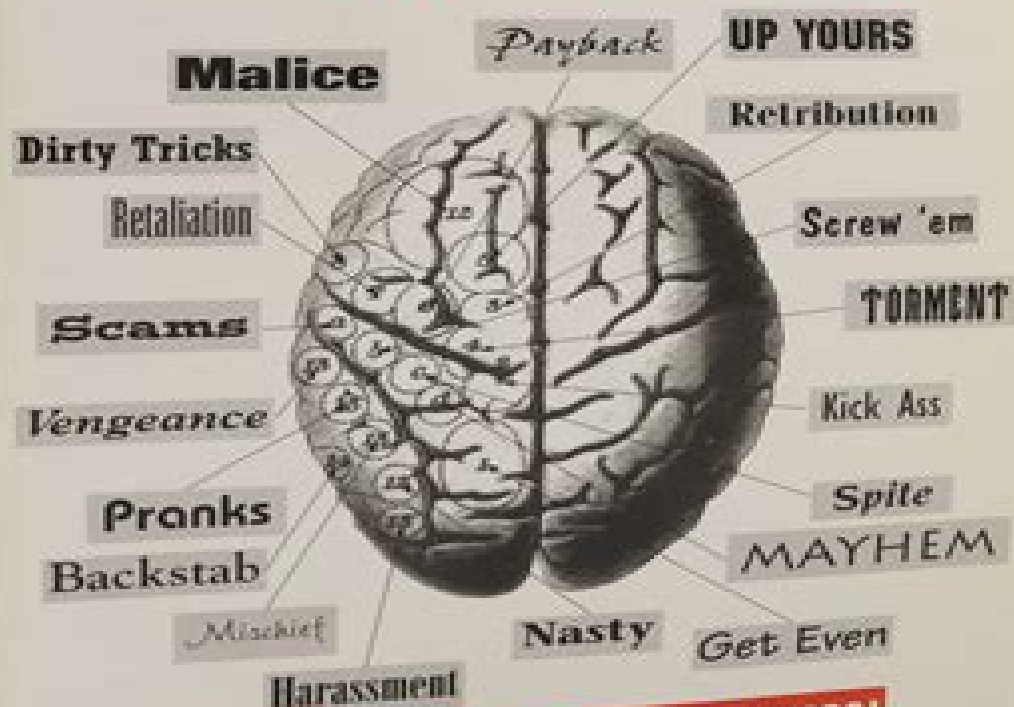 Payback
UP YOURS
Malice
Retribution
Dirty Tricks
Retaliation
Screw 'em
TORMENT
Scams
Kick Ass
Vengeance
Spite
Pranks
MAYHEM
Backstab
Mischief
Nasty
Get Even
Harassment